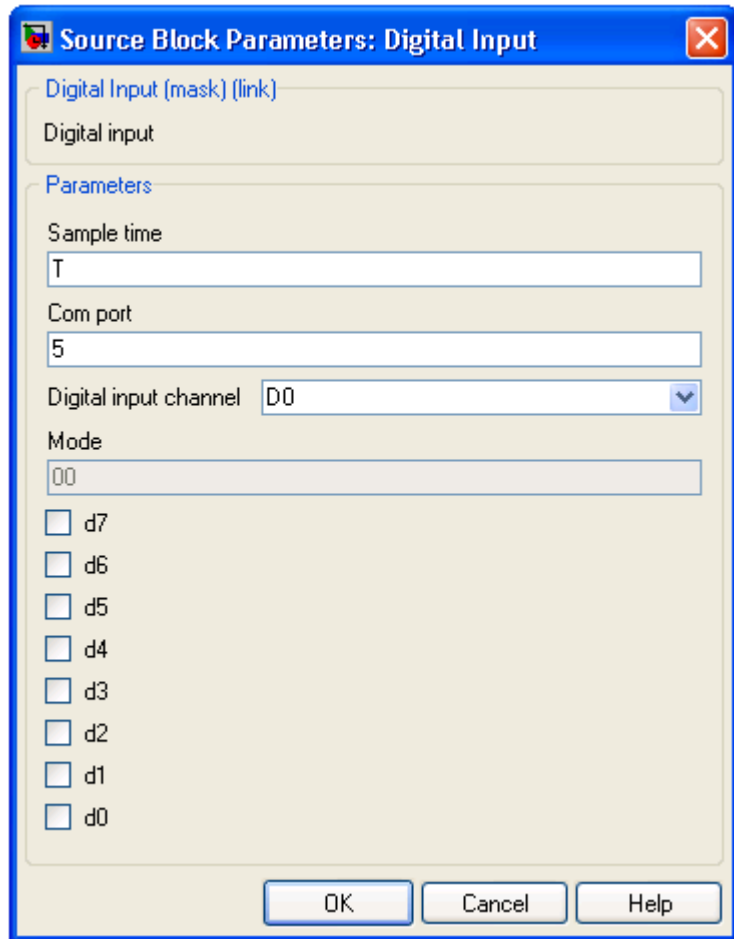 Source Block Parameters: Digital Input
Digital Input (mask) (link)
Digital input
Parameters
Sample time
T
Com port
5
Digital input channel D0
Mode
00
d7
d6
d5
d4
d3
d2
d1
d0
OK Cancel Help